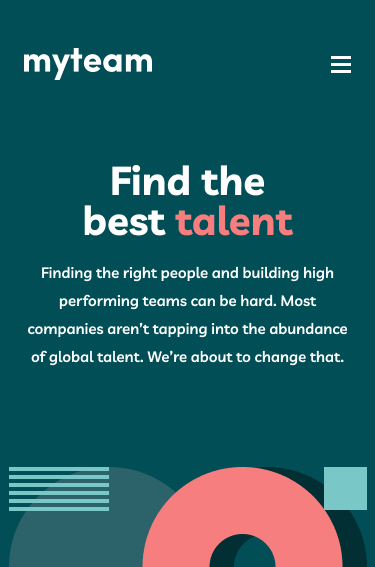 myteam
Find the
best talent
Finding the right people and building high
performing teams can be hard. Most
companies aren’t tapping into the abundance
of global talent. We’re about to change that.